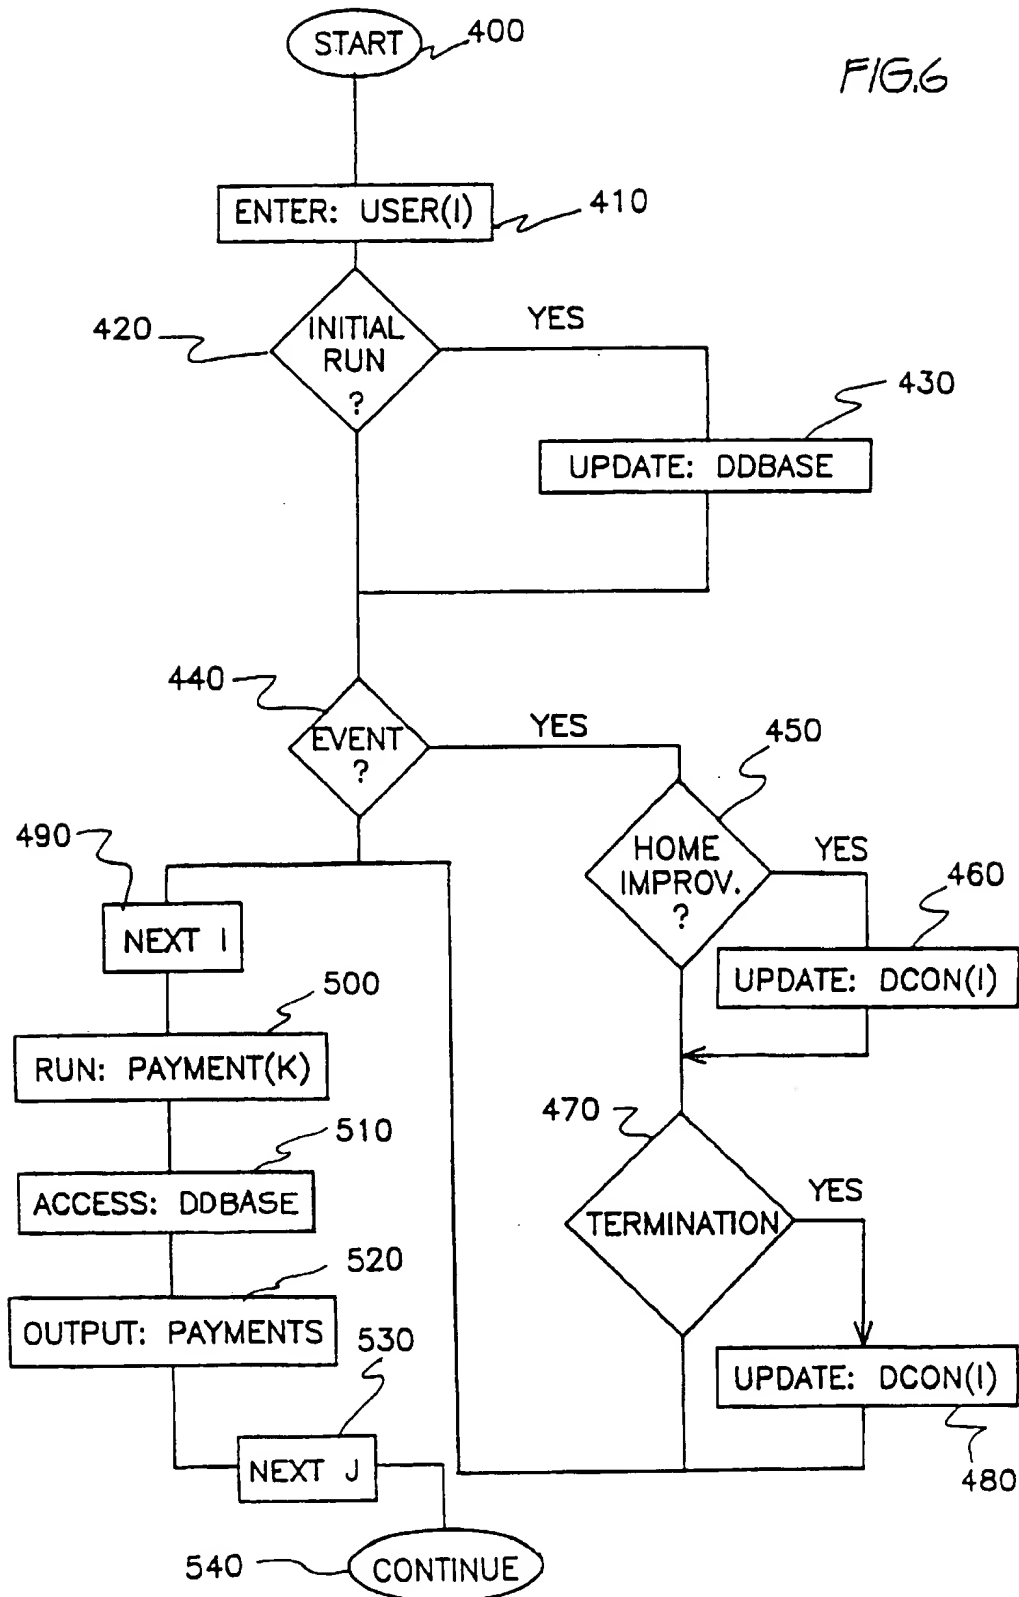 FIG.6
START
400
ENTER: USER(I)
410
420
INITIAL
RUN
?
YES
430
UPDATE: DDBASE
440
EVENT
?
YES
450
HOME
IMPROV.
?
YES
460
UPDATE: DCON(I)
470
TERMINATION
YES
UPDATE: DCON(I)
480
490
NEXT I
500
RUN: PAYMENT(K)
510
ACCESS: DDBASE
520
OUTPUT: PAYMENTS
530
NEXT J
540
CONTINUE